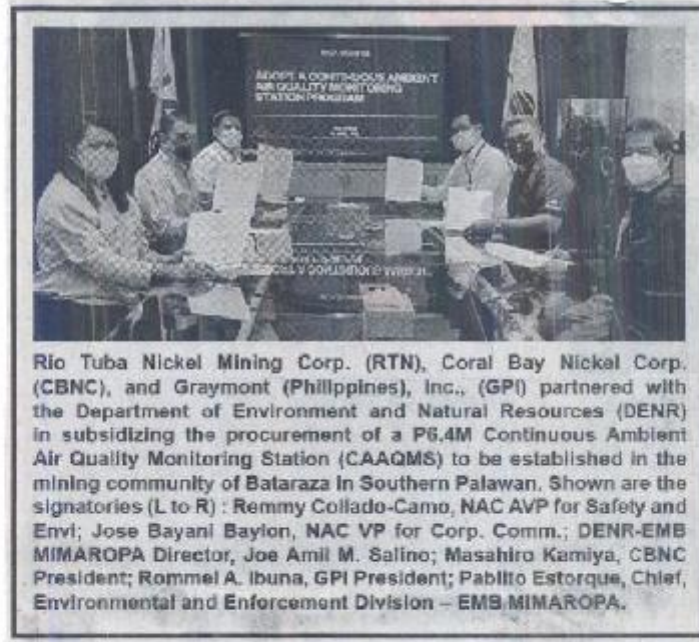 ADOPT A CONTINUOUS AMBIENT
AIR QUALITY MONITORING
STATION PROGRAM
Rio Tuba Nickel Mining Corp. (RTN), Coral Bay Nickel Corp.
(CBNC), and Graymont (Philippines), Inc., (GPI) partnered with
the Department of Environment and Natural Resources (DENR)
in subsidizing the procurement of a P6.4M Continuous Ambient
Air Quality Monitoring Station (CAAQMS) to be established in the
mining community of Bataraza in Southern Palawan. Shown are the
signatories (L to R) : Remmy Collado-Camo, NAC AVP for Safety and
Envi; Jose Bayani Baylon, NAC VP for Corp. Comm.; DENR-EMB
MIMAROPA Director, Joe Amil M. Salino; Masahiro Kamiya, CBNC
President; Rommel A. Ibuna, GPI President; Pablito Estorque, Chief,
Environmental and Enforcement Division – EMB MIMAROPA.